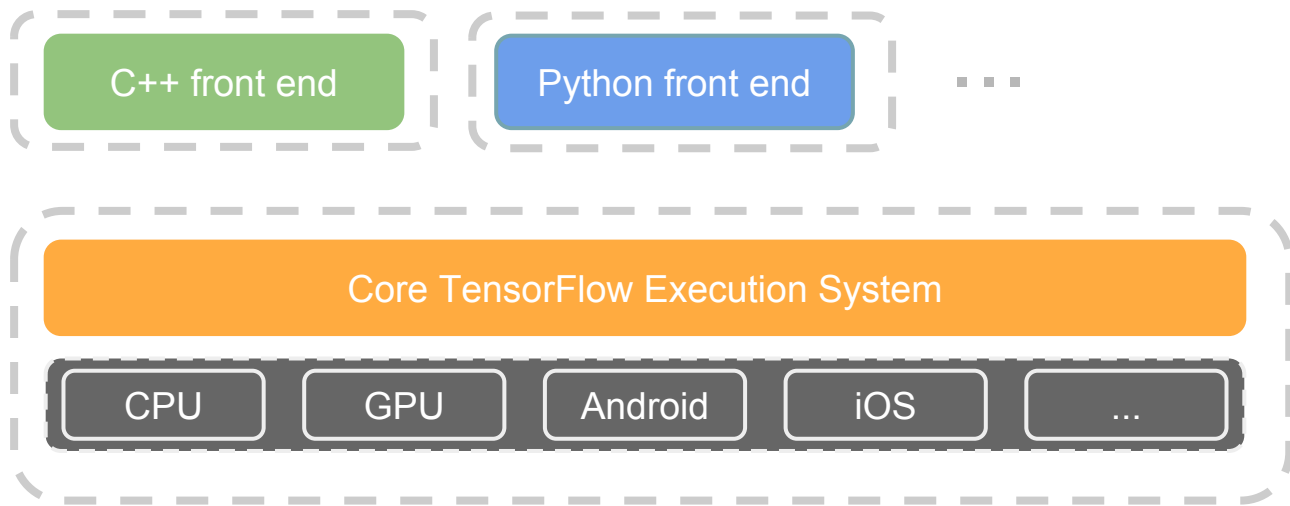 C++ front end
Python front end
...
Core TensorFlow Execution System
CPU
GPU
Android
iOS
...